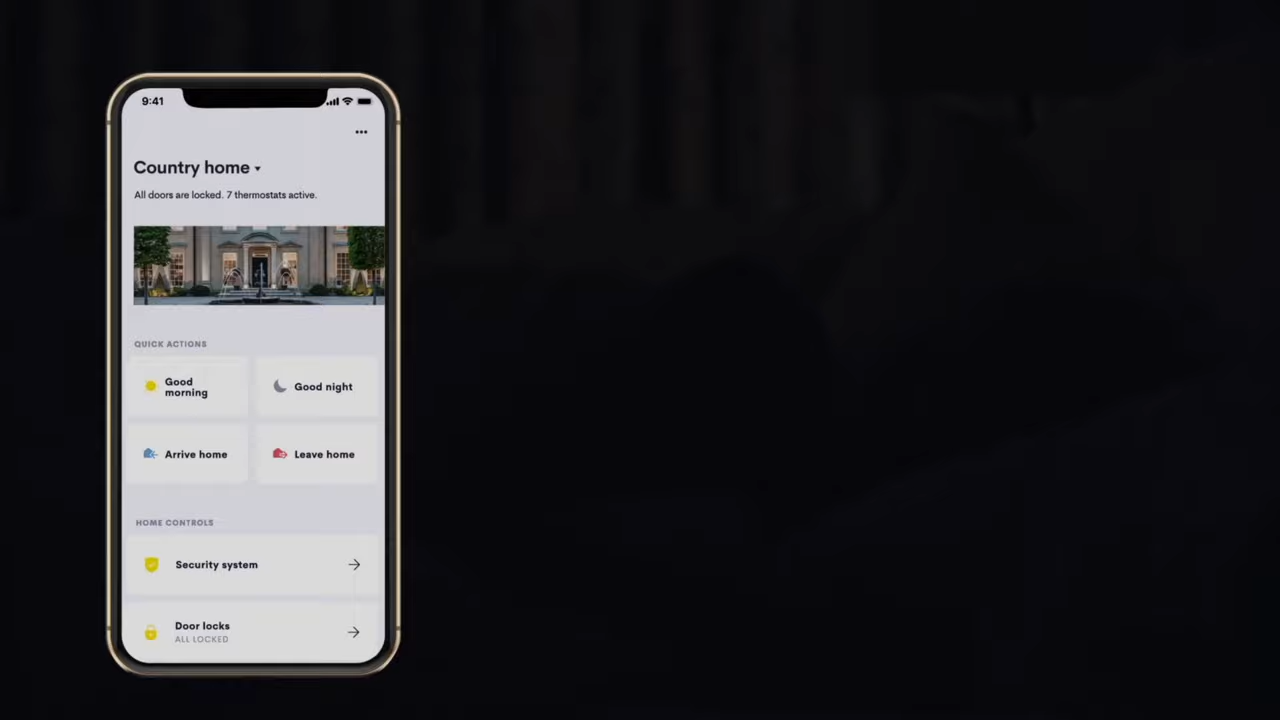 9:41
Country home
All doors are locked. 7 thermostats active.
QUICK ACTIONS
Good
morning
Good night
Arrive home
Leave home
HOME CONTROLS
Security system
Door locks
ALL LOCKED